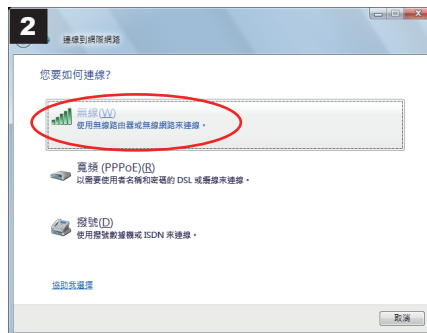 2
連線到網際網路
您要如何連線?
無線(W)
使用無線路由器或無線網路來連線。
寬頻 (PPPoE)(R)
以需要使用者名稱和密碼的 DSL 或纜線來連線。
撥號(D)
使用撥號數據機或 ISDN 來連線。
協助我選擇
取消